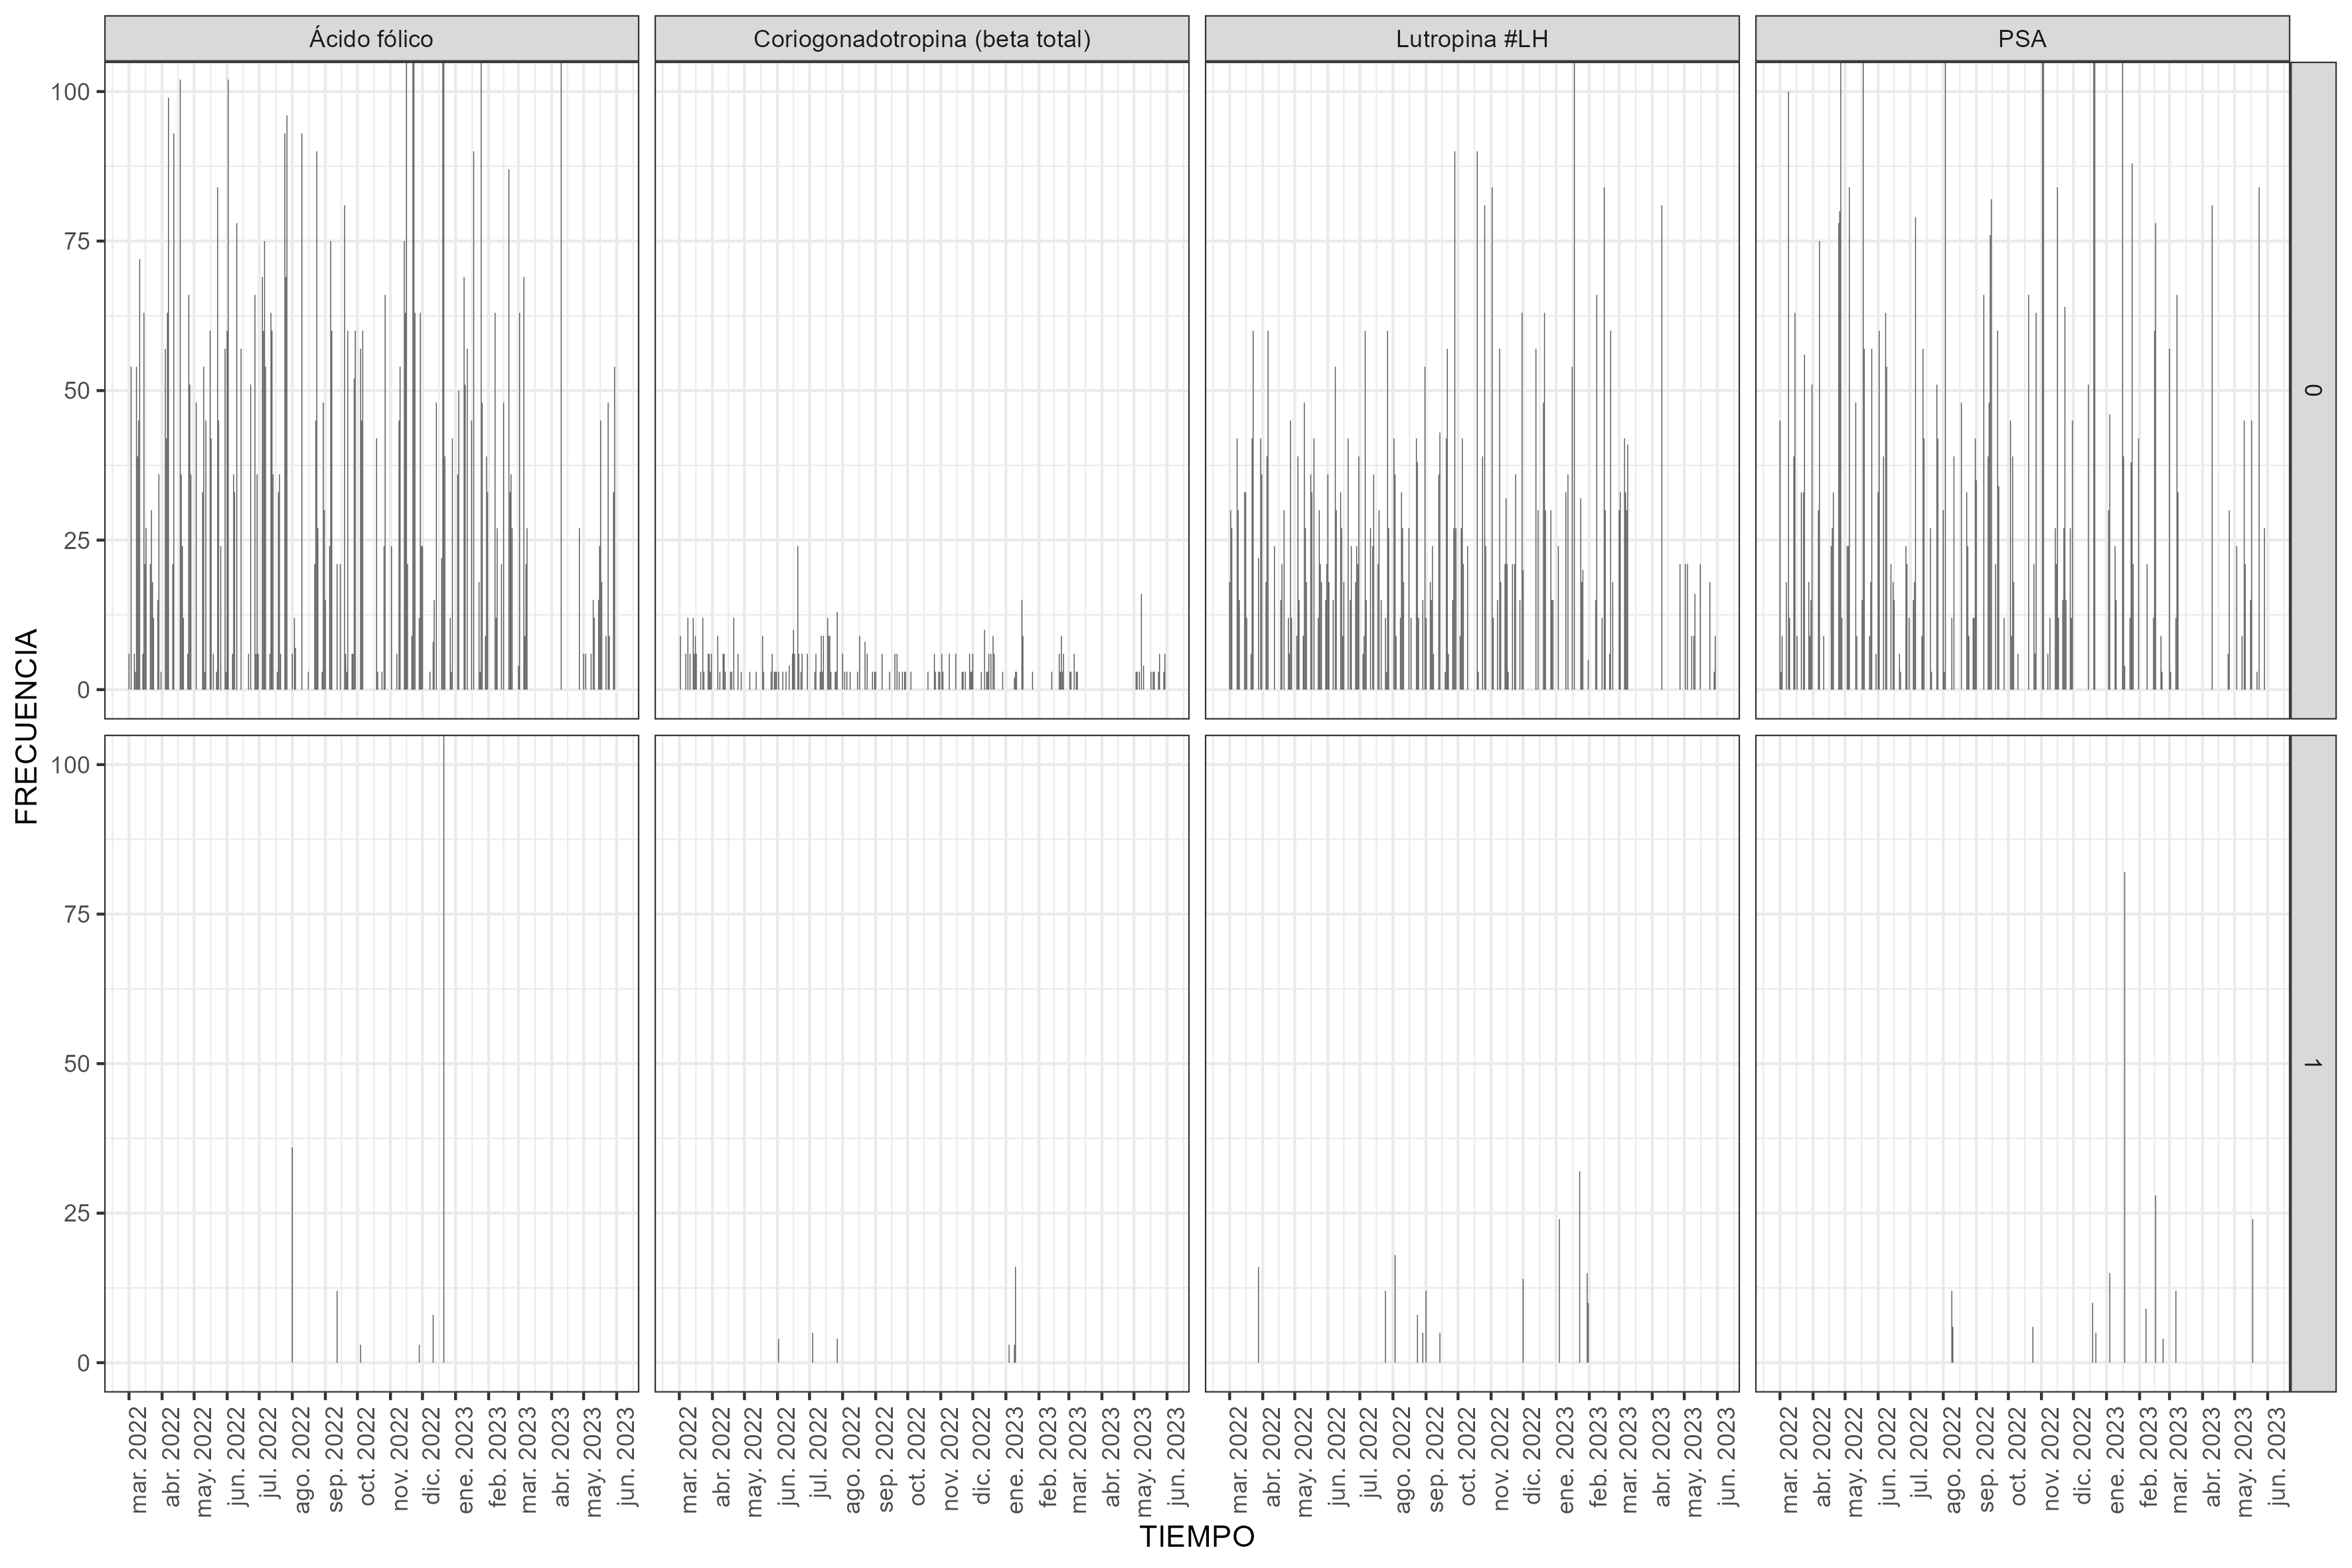 Ácido fólico
Coriogonadotropina (beta total)
Lutropina #LH
PSA
FRECUENCIA
100
75
50
25
0
0
100
75
50
25
0
1
mar. 2022
abr. 2022
may. 2022
jun. 2022
jul. 2022
ago. 2022
sep. 2022
oct. 2022
nov. 2022
dic. 2022
ene. 2023
feb. 2023
mar. 2023
abr. 2023
may. 2023
jun. 2023
mar. 2022
abr. 2022
may. 2022
jun. 2022
jul. 2022
ago. 2022
sep. 2022
oct. 2022
nov. 2022
dic. 2022
ene. 2023
feb. 2023
mar. 2023
abr. 2023
may. 2023
jun. 2023
mar. 2022
abr. 2022
may. 2022
jun. 2022
jul. 2022
ago. 2022
sep. 2022
oct. 2022
nov. 2022
dic. 2022
ene. 2023
feb. 2023
mar. 2023
abr. 2023
may. 2023
jun. 2023
mar. 2022
abr. 2022
may. 2022
jun. 2022
jul. 2022
ago. 2022
sep. 2022
oct. 2022
nov. 2022
dic. 2022
ene. 2023
feb. 2023
mar. 2023
abr. 2023
may. 2023
jun. 2023
TIEMPO